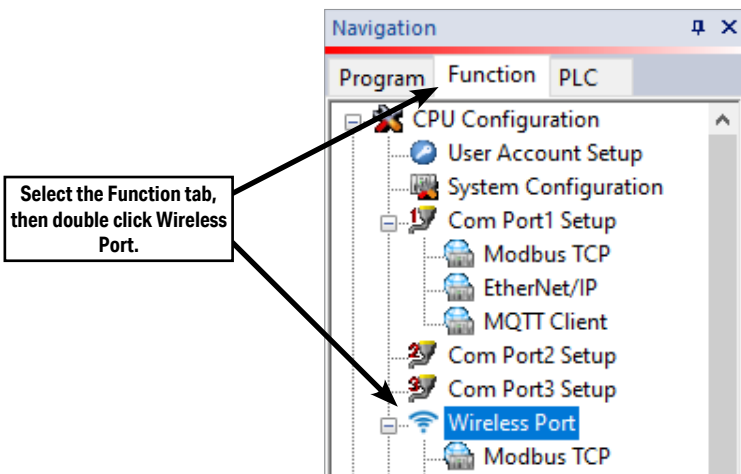 Navigation
Program Function PLC
CPU Configuration
User Account Setup
System Configuration
Com Port1 Setup
Modbus TCP
EtherNet/IP
MQTT Client
Com Port2 Setup
Com Port3 Setup
Wireless Port
Modbus TCP
Select the Function tab,
then double click Wireless
Port.